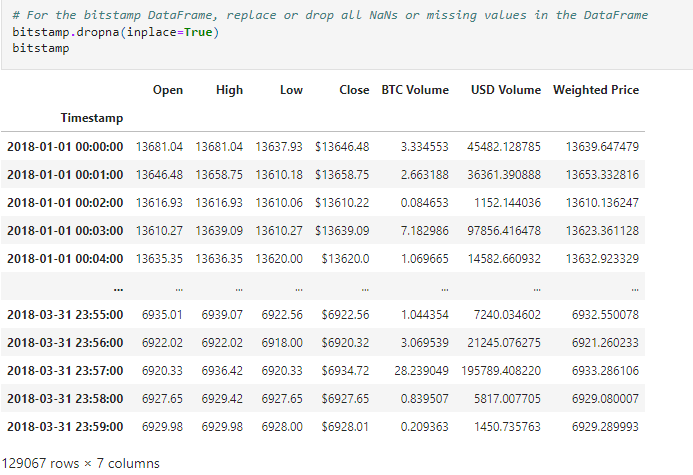 # For the bitstamp DataFrame, replace or drop all NaNs or missing values in the DataFrame
bitstamp.dropna(inplace=True)
bitstamp
Open High Low Close BTC Volume USD Volume Weighted Price
Timestamp
2018-01-01 00:00:00 13681.04 13681.04 13637.93 $13646.48 3.334553 45482.128785 13639.647479
2018-01-01 00:01:00 13646.48 13658.75 13610.18 $13658.75 2.663188 36361.390888 13653.332816
2018-01-01 00:02:00 13616.93 13616.93 13610.06 $13610.22 0.084653 1152.144036 13610.136247
2018-01-01 00:03:00 13610.27 13639.09 13610.27 $13639.09 7.182986 97856.416478 13623.361128
2018-01-01 00:04:00 13635.35 13636.35 13620.00 $13620.0 1.069665 14582.660932 13632.923329
... ... ... ... ... ... ... ...
2018-03-31 23:55:00 6935.01 6939.07 6922.56 $6922.56 1.044354 7240.034602 6932.550078
2018-03-31 23:56:00 6922.02 6922.02 6918.00 $6920.32 3.069539 21245.076275 6921.260233
2018-03-31 23:57:00 6920.33 6936.42 6920.33 $6934.72 28.239049 195789.408220 6933.286106
2018-03-31 23:58:00 6927.65 6929.42 6927.65 $6927.65 0.839507 5817.007705 6929.080007
2018-03-31 23:59:00 6929.98 6929.98 6928.00 $6928.01 0.209363 1450.735763 6929.289993
129067 rows × 7 columns